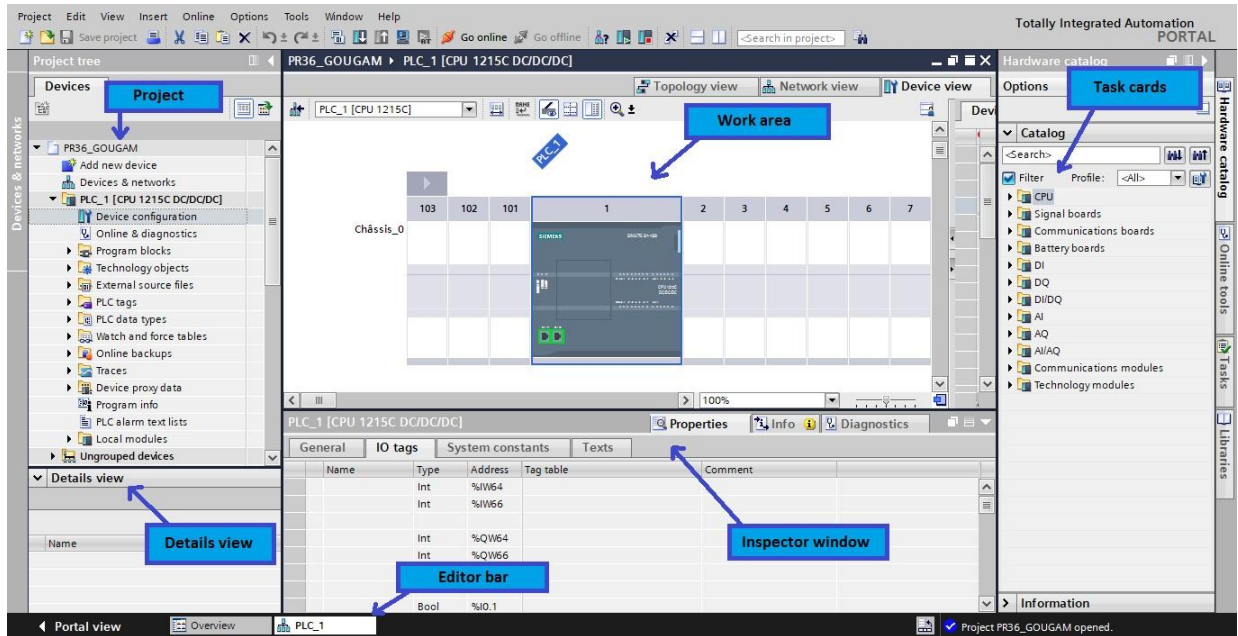 Project Edit View Insert Online Options Tools Window Help
Totally Integrated Automation
PORTAL
Save project Go online Go offline <Search in project>
Project tree
PR36_GOUGAM ▸ PLC_1 [CPU 1215C DC/DC/DC]
Hardware catalog
Devices
Topology view Network view Device view
Options
Project
Work area
Task cards
PLC_1 [CPU 1215C]
Devi
Devices & networks
PR36_GOUGAM
Add new device
Devices & networks
PLC_1 [CPU 1215C DC/DC/DC]
Device configuration
Online & diagnostics
Program blocks
Technology objects
External source files
PLC tags
PLC data types
Watch and force tables
Online backups
Traces
Device proxy data
Program info
PLC alarm text lists
Local modules
Ungrouped devices
Details view
Name
Details view
PLC_1
103 102 101 1 2 3 4 5 6 7
Châssis_0
SIEMENS
100%
PLC_1 [CPU 1215C DC/DC/DC]
Properties Info Diagnostics
General IO tags System constants Texts
Name Type Address Tag table Comment
Int %IW64
Int %IW66
Int %QW64
Int %QW66
Bool %I0.1
Inspector window
Editor bar
Catalog
<Search>
Filter Profile: <All>
CPU
Signal boards
Communications boards
Battery boards
DI
DQ
DI/DQ
AI
AQ
AI/AQ
Communications modules
Technology modules
Information
Hardware catalog
Online tools
Tasks
Libraries
Portal view Overview PLC_1
Project PR36_GOUGAM opened.